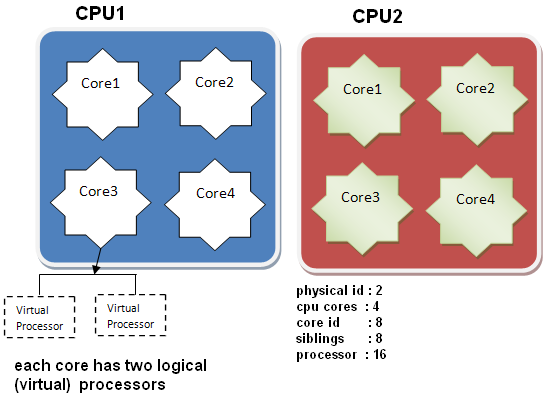 CPU1
CPU2
Core1
Core2
Core3
Core4
Core1
Core2
Core3
Core4
Virtual
Processor
Virtual
Processor
each core has two logical
(virtual) processors
physical id : 2
cpu cores : 4
core id : 8
siblings : 8
processor : 16